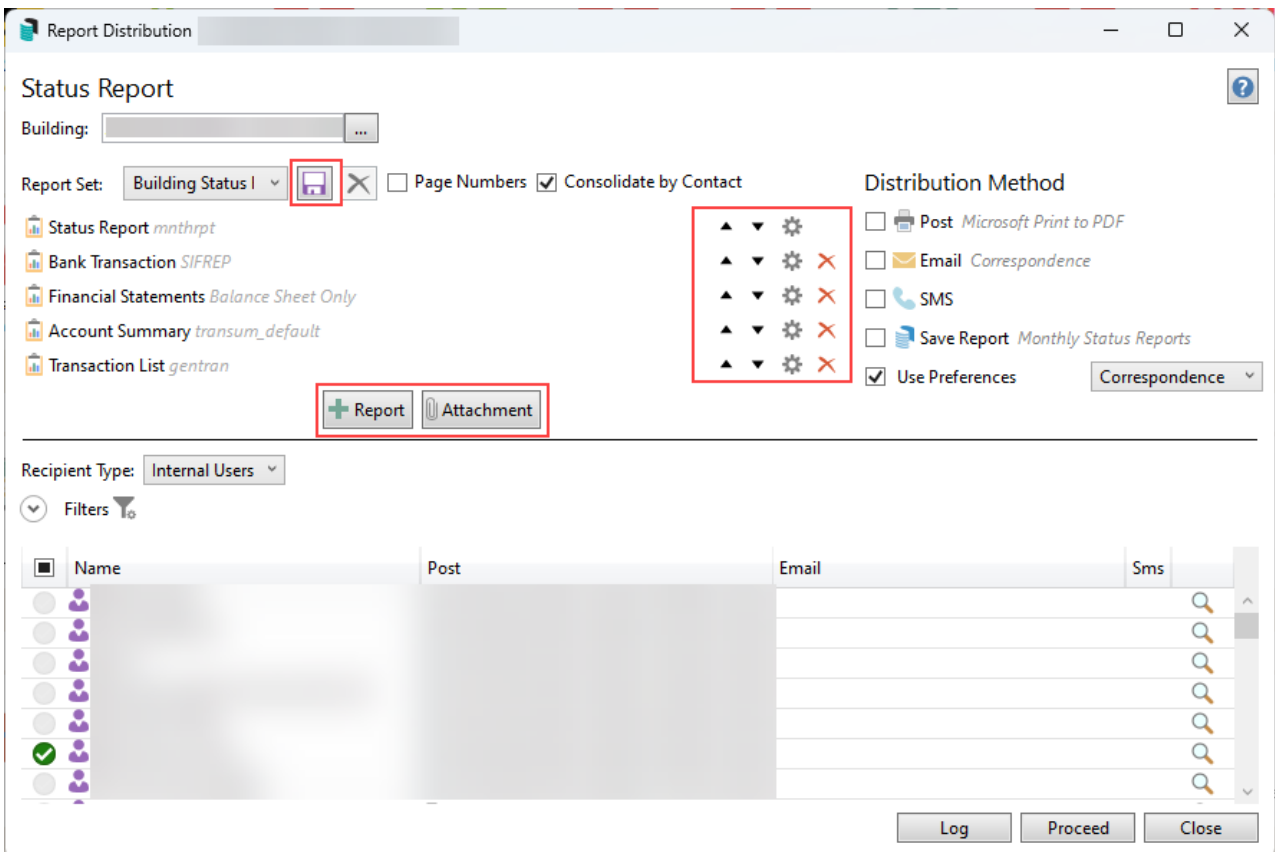 Report Distribution
Status Report
Building: ...
Report Set: Building Status Page Numbers Consolidate by Contact
Distribution Method
Status Report mnthrpt
Post Microsoft Print to PDF
Bank Transaction SIFREP
Email Correspondence
Financial Statements Balance Sheet Only
SMS
Account Summary transum_default
Save Report Monthly Status Reports
Transaction List gentran
Use Preferences Correspondence
Report Attachment
Recipient Type: Internal Users
Filters
Name Post Email Sms
Log Proceed Close